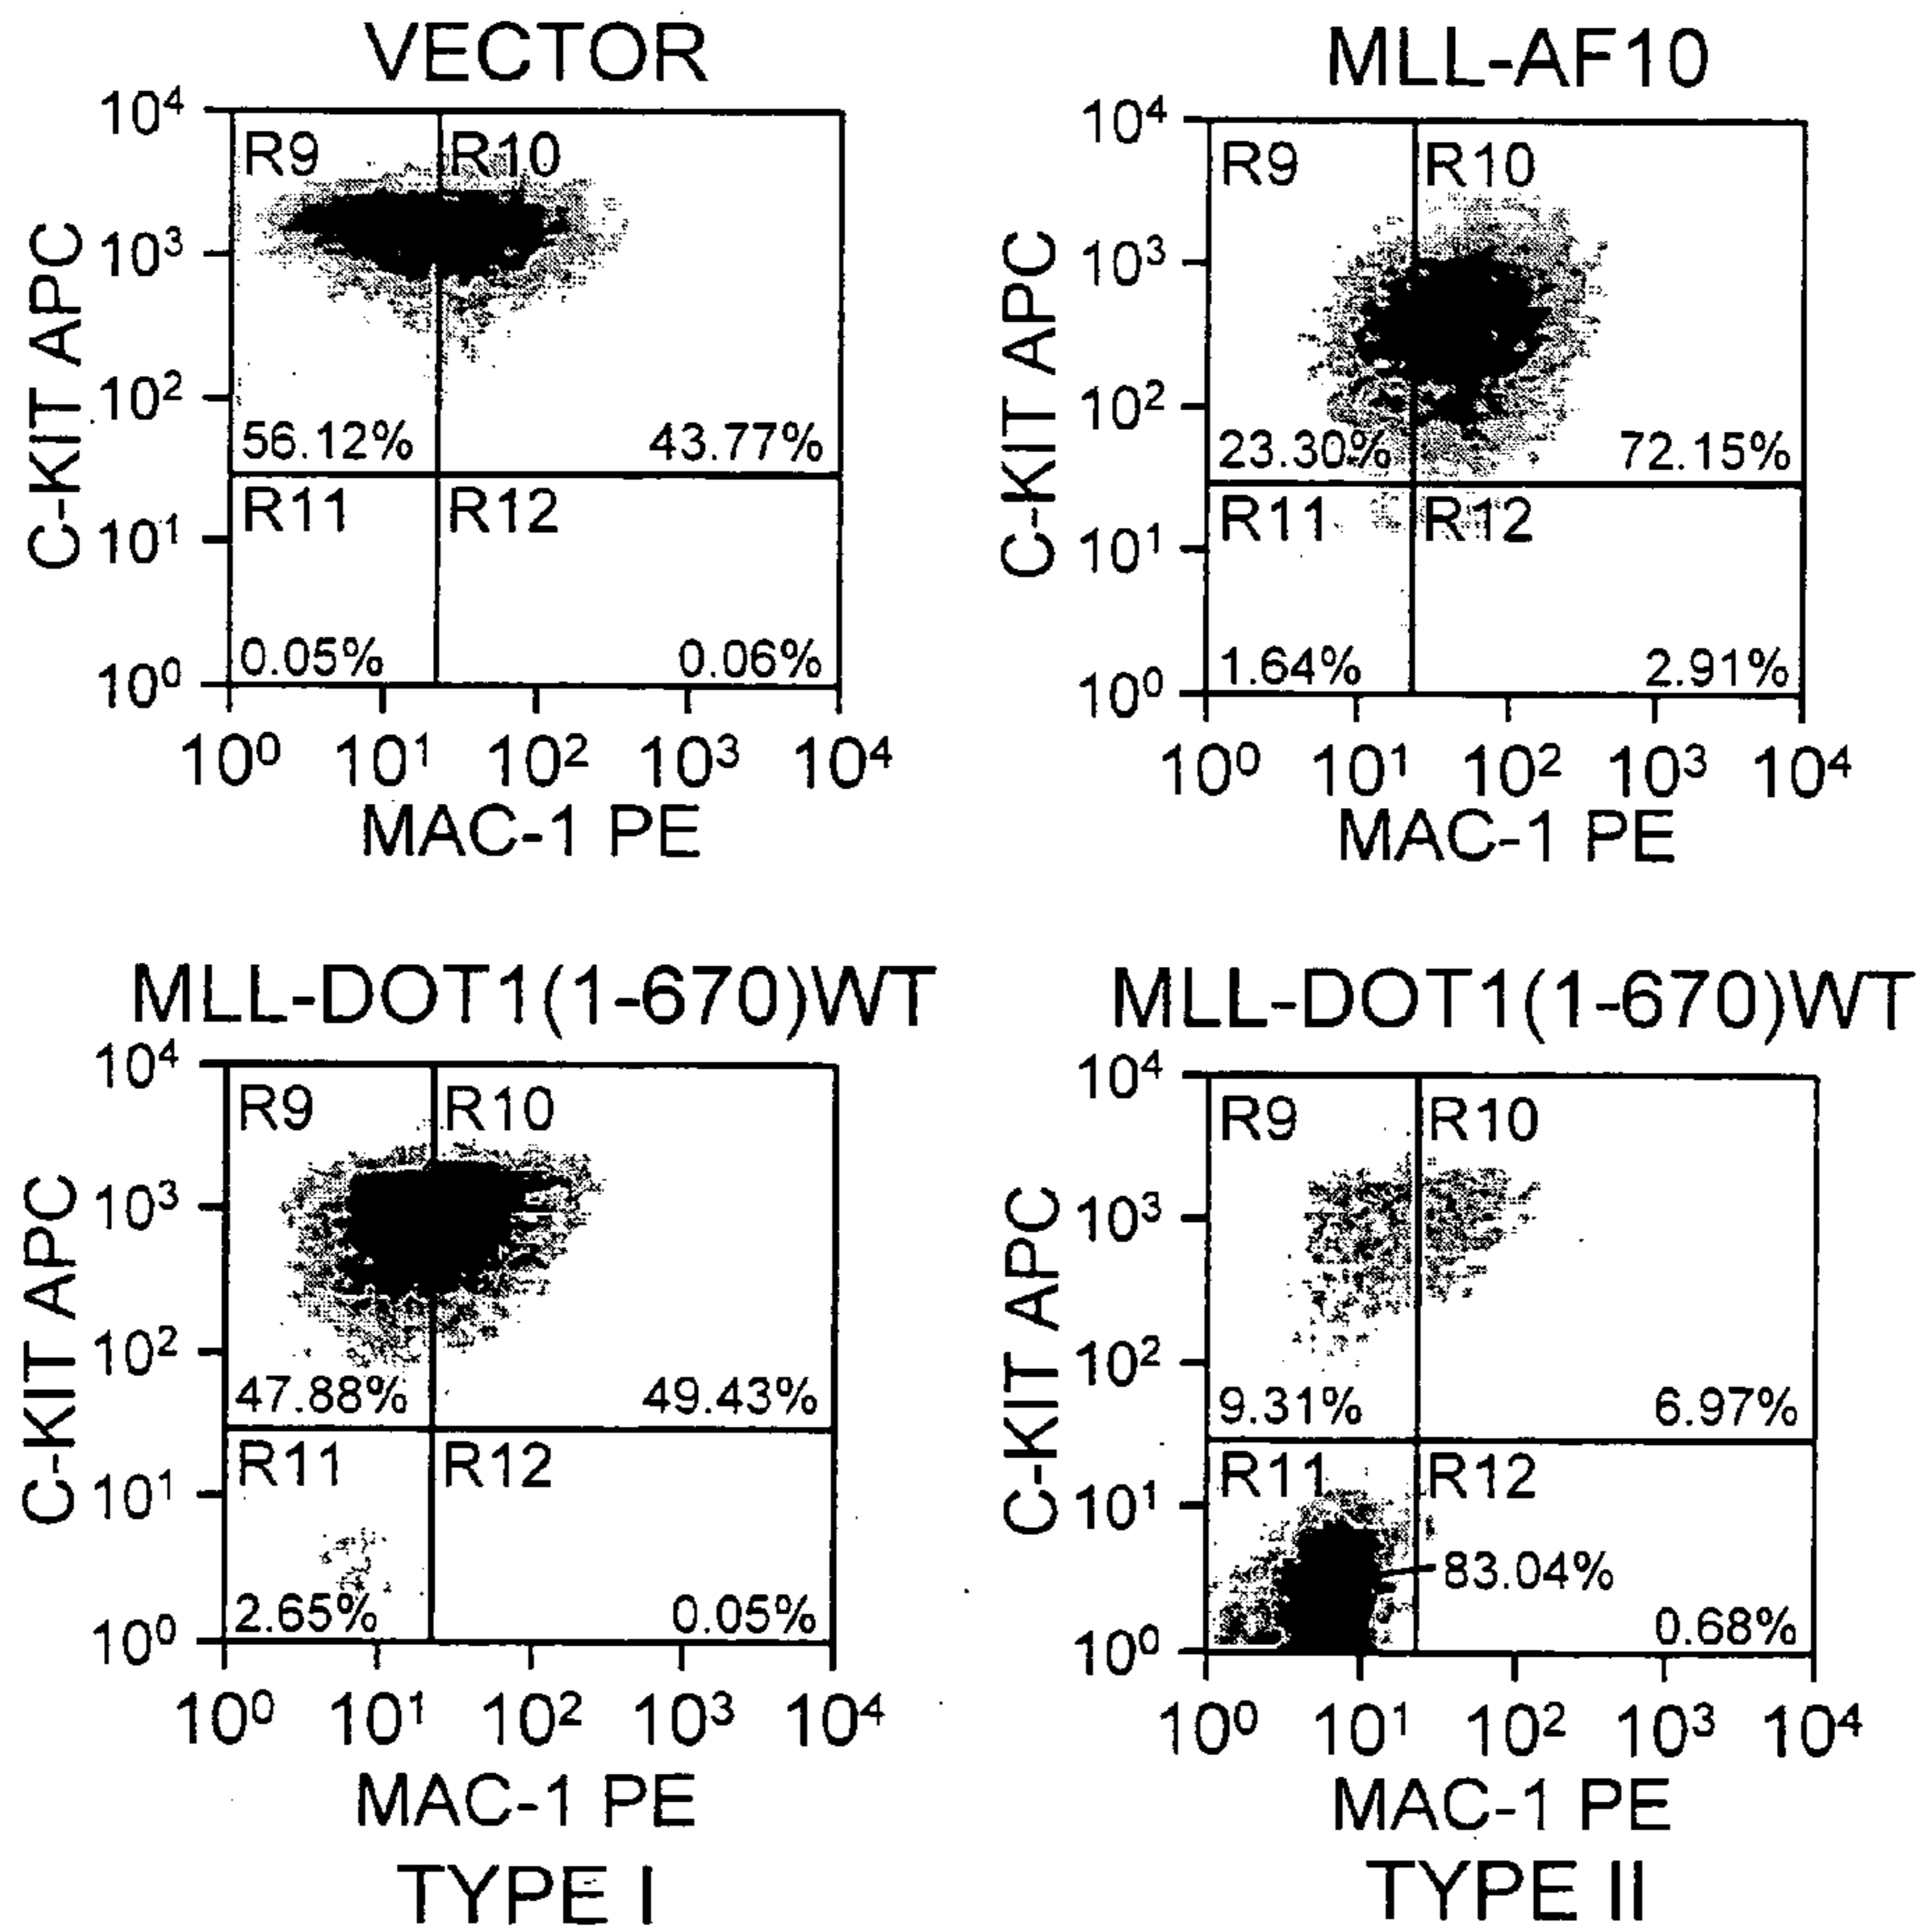 VECTOR
10⁴
10³
10²
10¹
10⁰
C-KIT APC
R9
R10
56.12%
43.77%
R11
R12
0.05%
0.06%
10⁰ 10¹ 10² 10³ 10⁴
MAC-1 PE
MLL-AF10
10⁴
10³
10²
10¹
10⁰
C-KIT APC
R9
R10
23.30%
72.15%
R11
R12
1.64%
2.91%
10⁰ 10¹ 10² 10³ 10⁴
MAC-1 PE
MLL-DOT1(1-670)WT
10⁴
10³
10²
10¹
10⁰
C-KIT APC
R9
R10
47.88%
49.43%
R11
R12
2.65%
0.05%
10⁰ 10¹ 10² 10³ 10⁴
MAC-1 PE
TYPE I
MLL-DOT1(1-670)WT
10⁴
10³
10²
10¹
10⁰
C-KIT APC
R9
R10
9.31%
6.97%
R11
R12
83.04%
0.68%
10⁰ 10¹ 10² 10³ 10⁴
MAC-1 PE
TYPE II